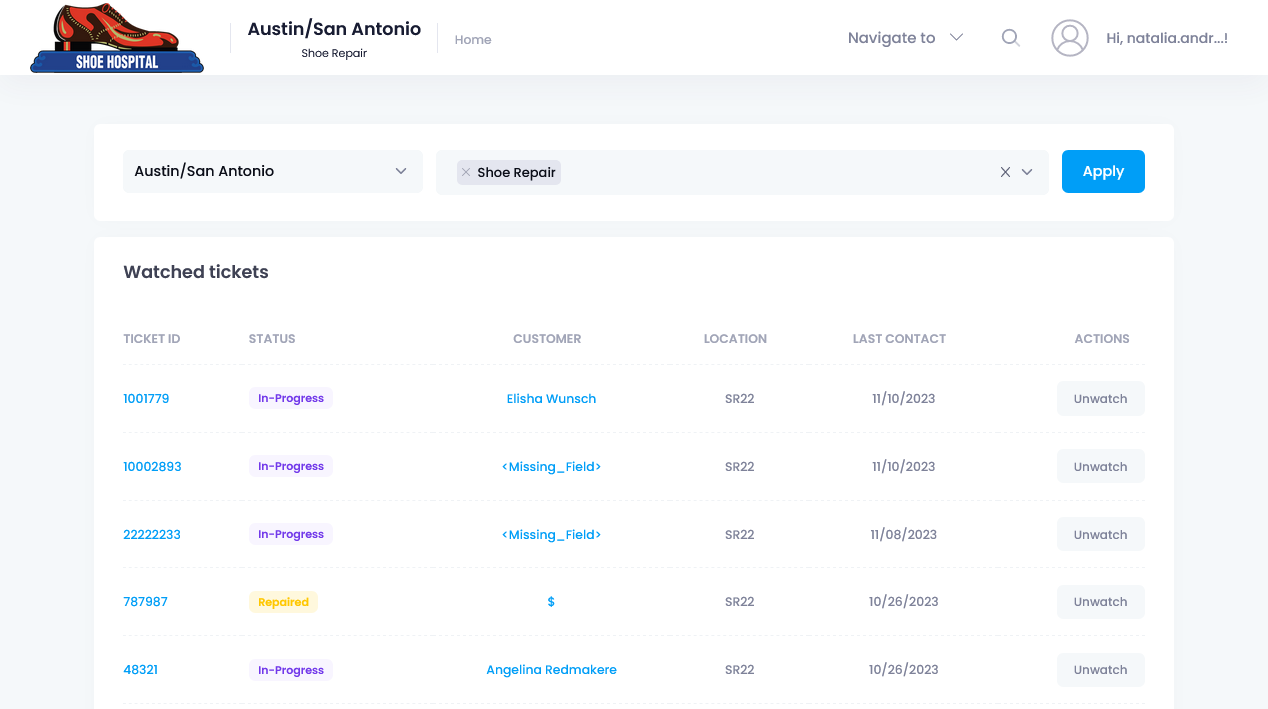 SHOE HOSPITAL
Austin/San Antonio
Shoe Repair
Home
Navigate to
Hi, natalia.andr...!
Austin/San Antonio
Shoe Repair
Apply
Watched tickets
TICKET ID STATUS CUSTOMER LOCATION LAST CONTACT ACTIONS
1001779 In-Progress Elisha Wunsch SR22 11/10/2023 Unwatch
10002893 In-Progress <Missing_Field> SR22 11/10/2023 Unwatch
22222233 In-Progress <Missing_Field> SR22 11/08/2023 Unwatch
787987 Repaired $ SR22 10/26/2023 Unwatch
48321 In-Progress Angelina Redmakere SR22 10/26/2023 Unwatch